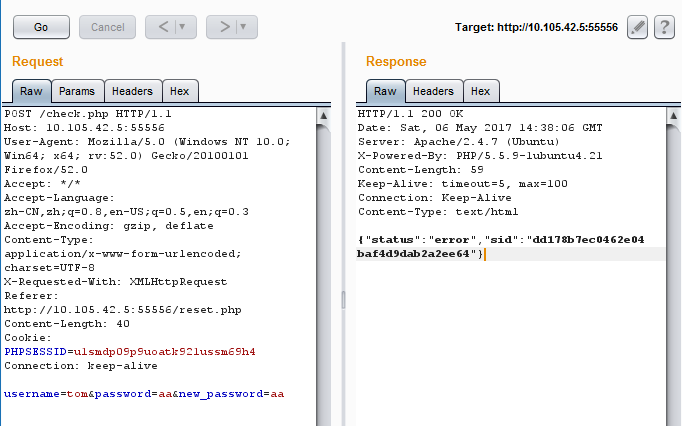 Go Cancel < > Target: http://10.105.42.5:55556 ?
Request
Raw Params Headers Hex
POST /check.php HTTP/1.1
Host: 10.105.42.5:55556
User-Agent: Mozilla/5.0 (Windows NT 10.0;
Win64; x64; rv:52.0) Gecko/20100101
Firefox/52.0
Accept: */*
Accept-Language:
zh-CN,zh;q=0.8,en-US;q=0.5,en;q=0.3
Accept-Encoding: gzip, deflate
Content-Type:
application/x-www-form-urlencoded;
charset=UTF-8
X-Requested-With: XMLHttpRequest
Referer:
http://10.105.42.5:55556/reset.php
Content-Length: 40
Cookie:
PHPSESSID=ulsmdp09p9uoatk921ussm69h4
Connection: keep-alive
username=tom&password=aa&new_password=aa
Response
Raw Headers Hex
HTTP/1.1 200 OK
Date: Sat, 06 May 2017 14:38:06 GMT
Server: Apache/2.4.7 (Ubuntu)
X-Powered-By: PHP/5.5.9-1ubuntu4.21
Content-Length: 59
Keep-Alive: timeout=5, max=100
Connection: Keep-Alive
Content-Type: text/html
{"status":"error","sid":"dd178b7ec0462e04
baf4d9dab2a2ee64"}